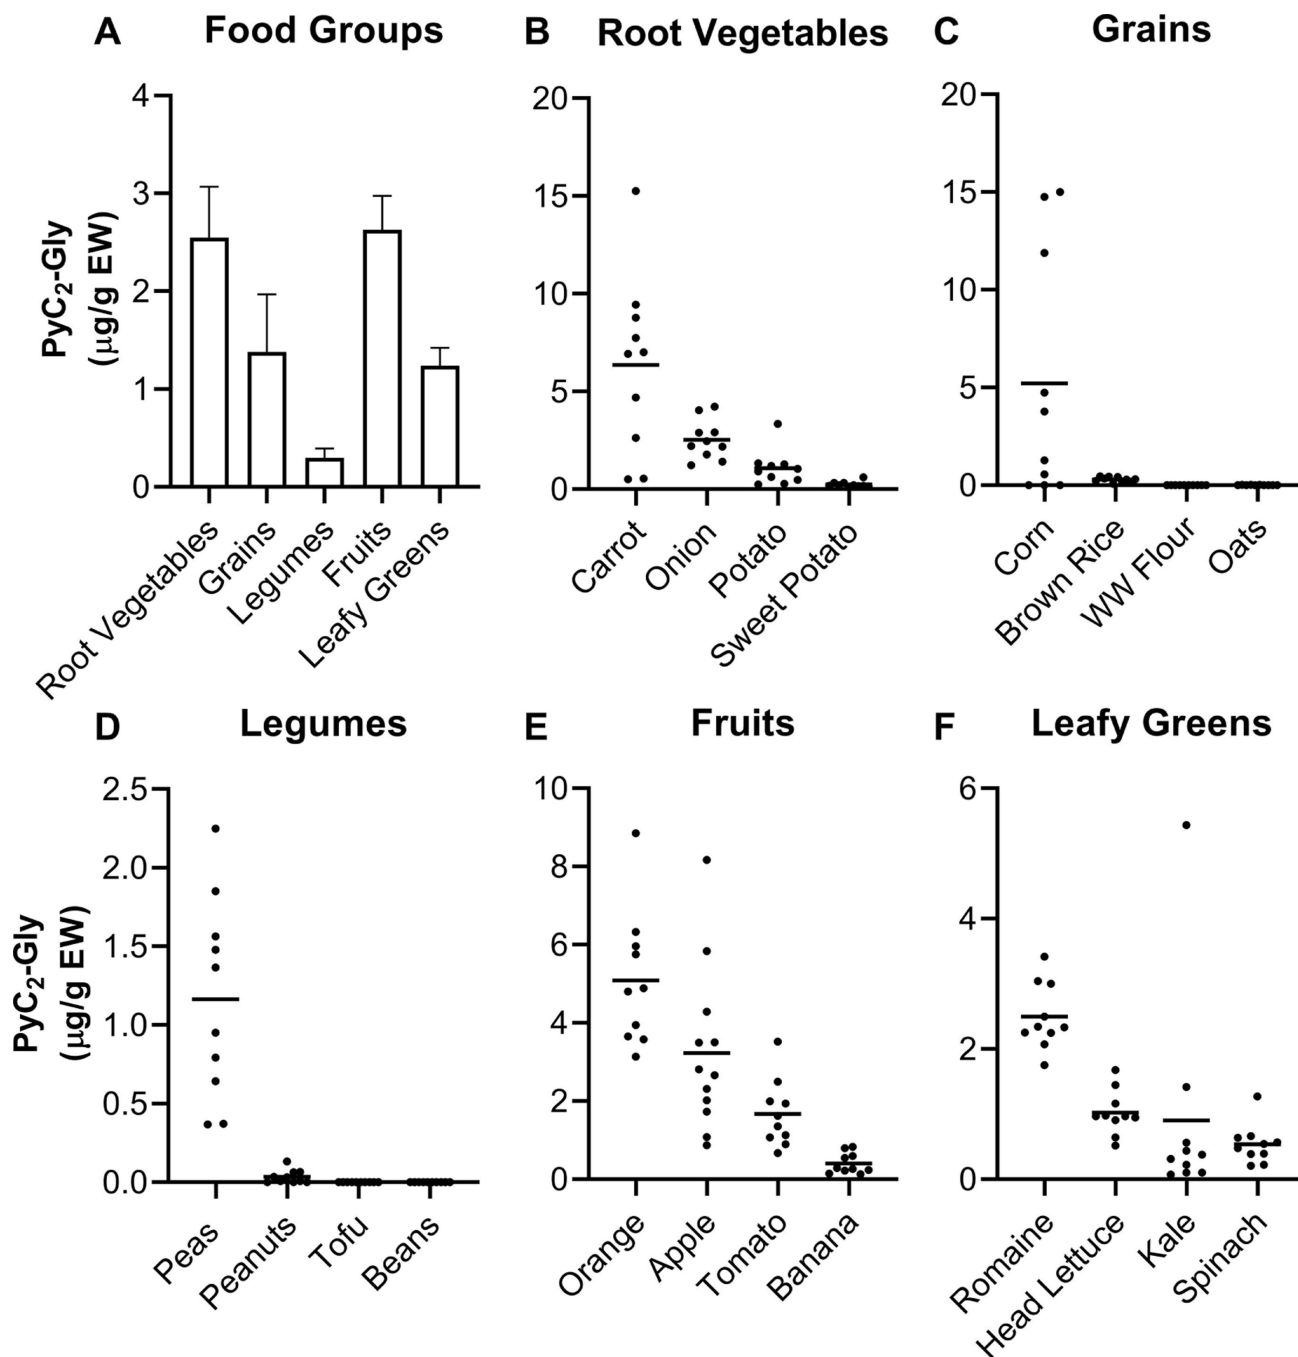 A Food Groups
PyC₂-Gly
(μg/g EW)
4
3
2
1
0
Root Vegetables
Grains
Legumes
Fruits
Leafy Greens
B Root Vegetables
20
15
10
5
0
Carrot
Onion
Potato
Sweet Potato
C Grains
20
15
10
5
0
Corn
Brown Rice
WW Flour
Oats
D Legumes
PyC₂-Gly
(μg/g EW)
2.5
2.0
1.5
1.0
0.5
0.0
Peas
Peanuts
Tofu
Beans
E Fruits
10
8
6
4
2
0
Orange
Apple
Tomato
Banana
F Leafy Greens
6
4
2
0
Romaine
Head Lettuce
Kale
Spinach